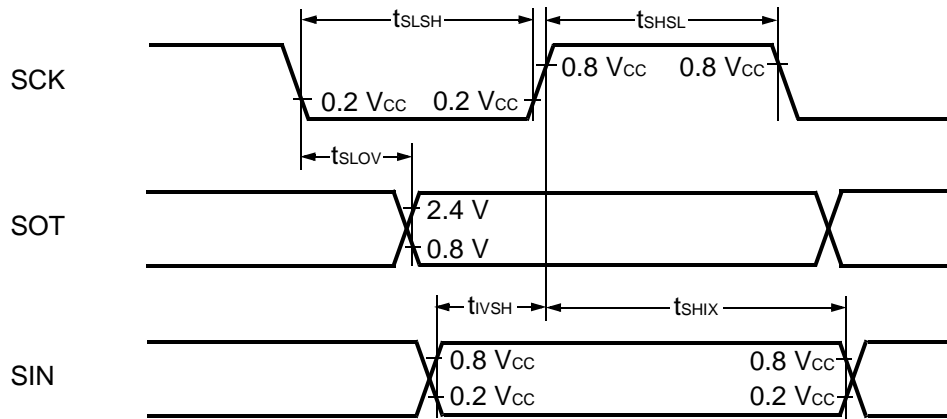 tSLSH tSHSL
SCK
0.8 VCC 0.8 VCC
0.2 VCC 0.2 VCC
tSLOV
SOT
2.4 V
0.8 V
tIVSH tSHIX
SIN
0.8 VCC 0.8 VCC
0.2 VCC 0.2 VCC